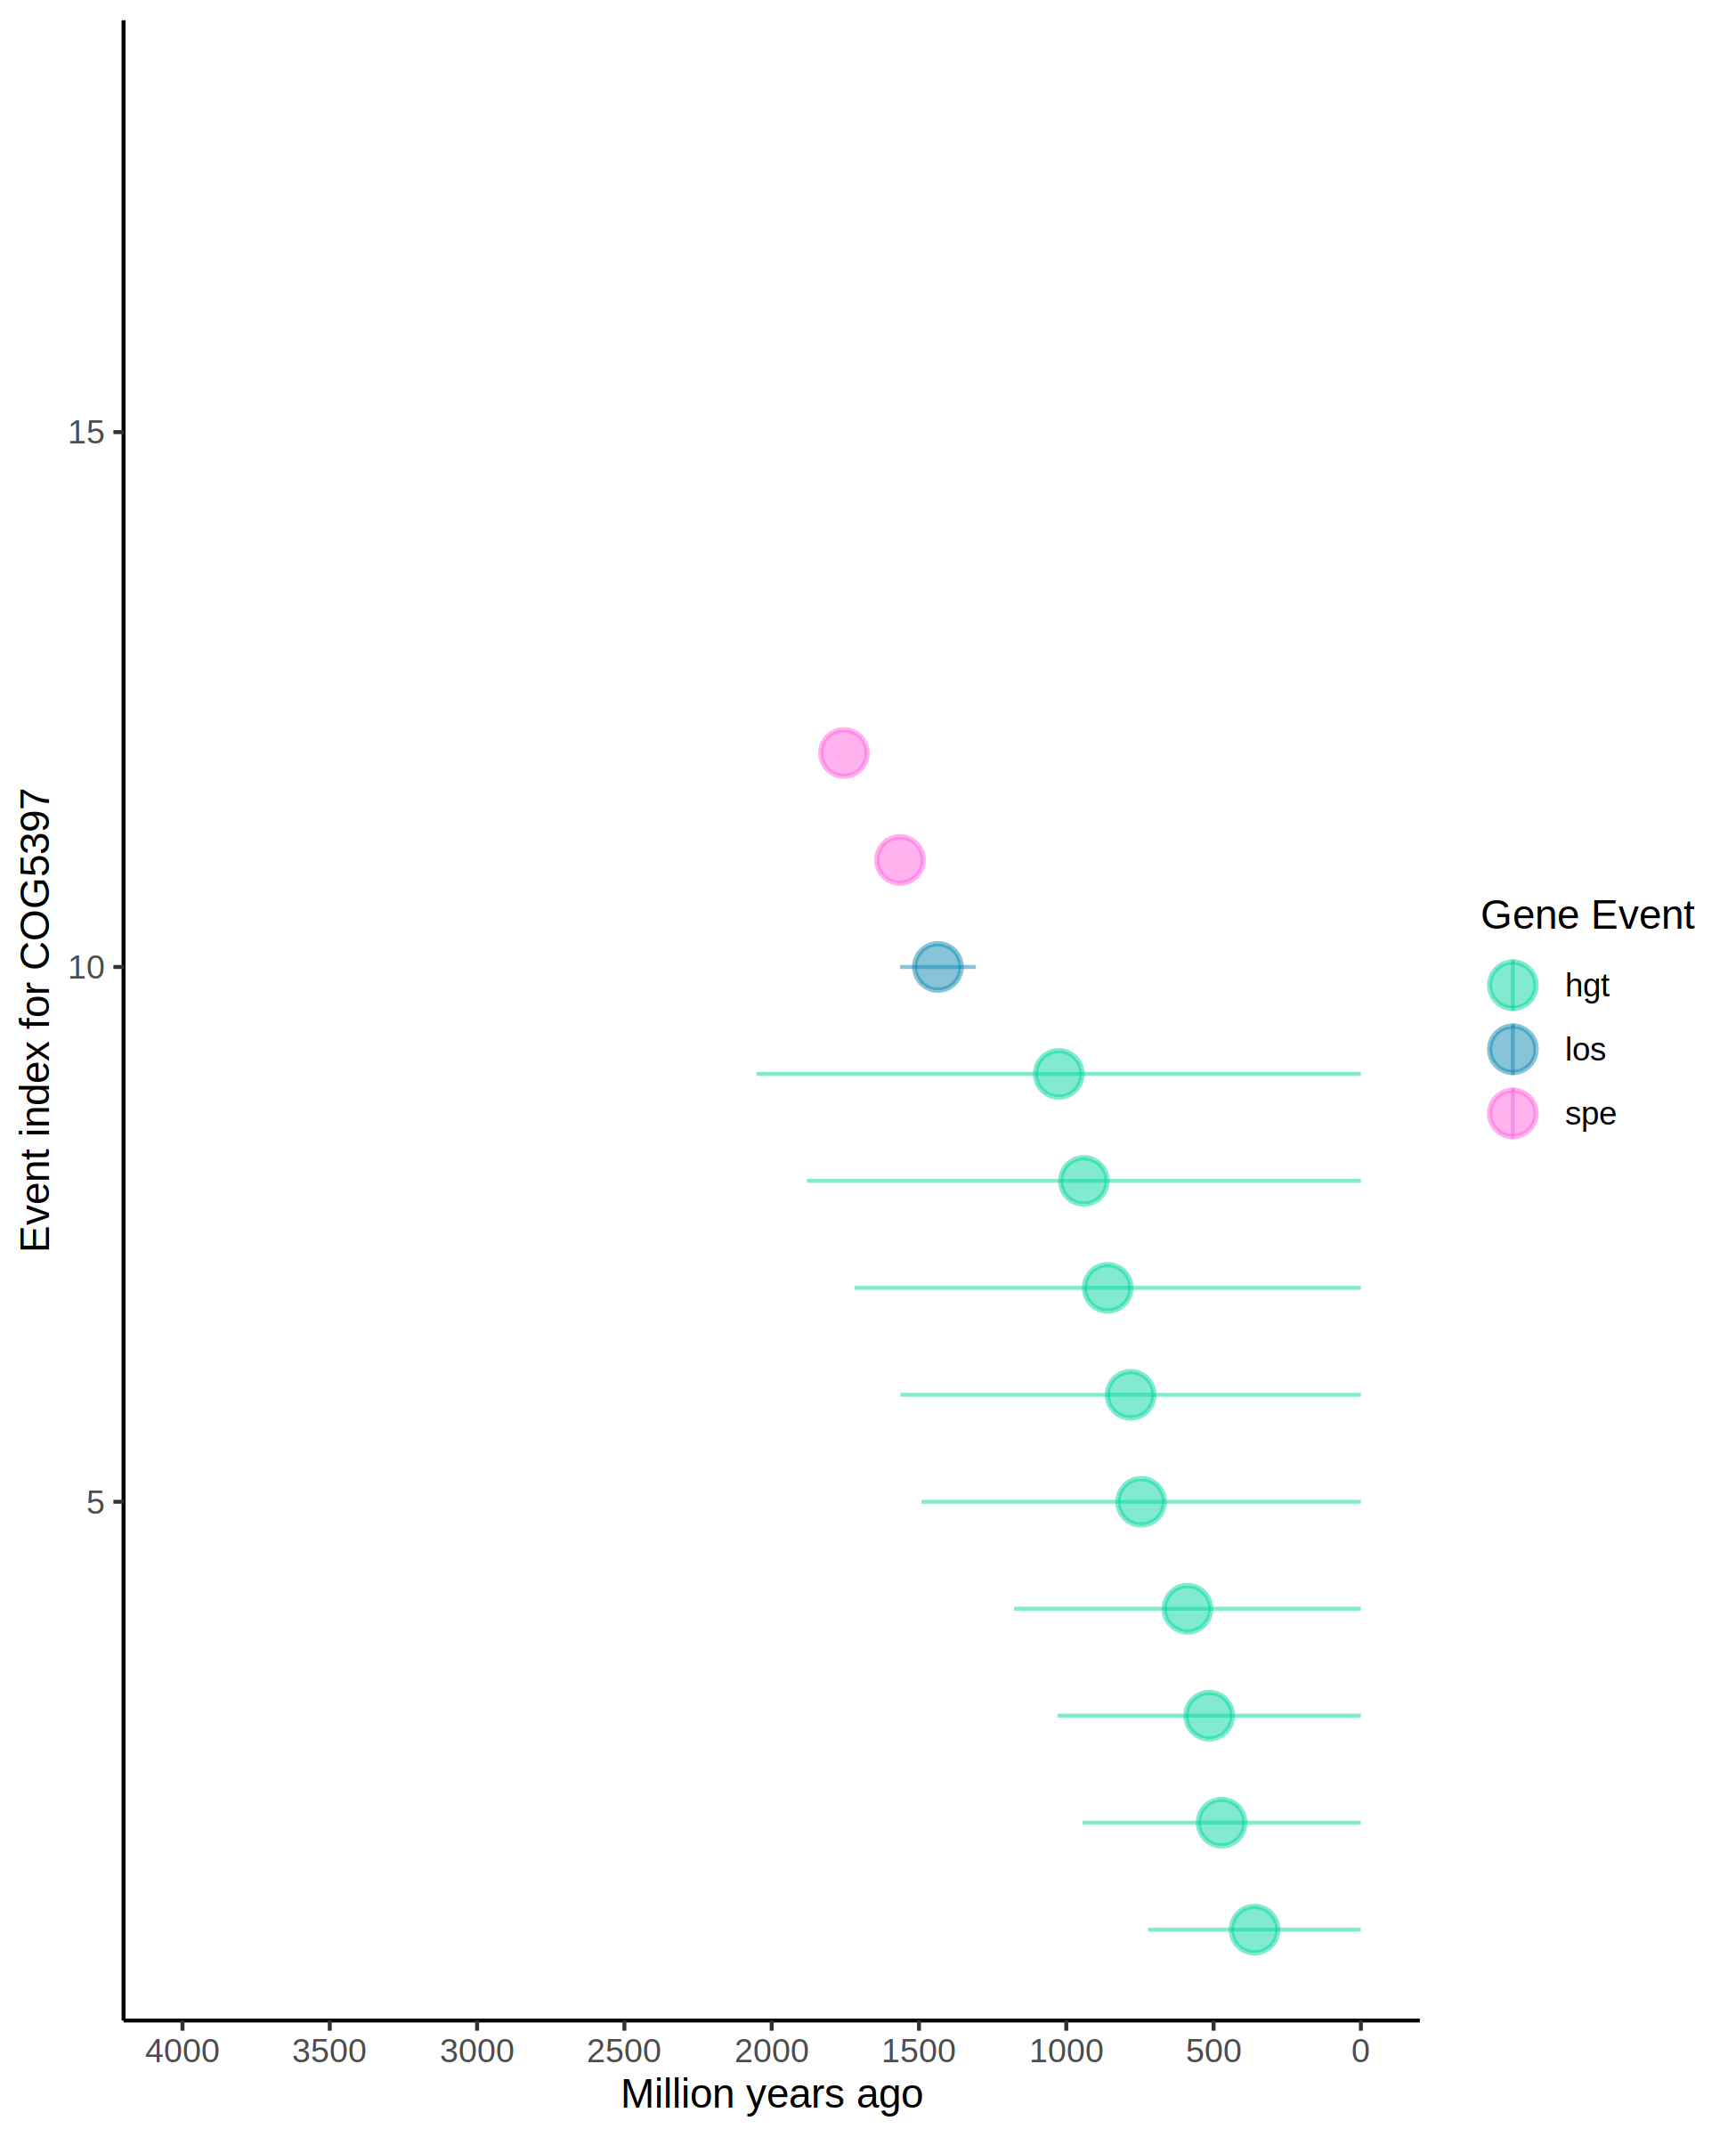 Event index for COG5397
15
10
5
4000 3500 3000 2500 2000 1500 1000 500 0
Million years ago
Gene Event
hgt
los
spe